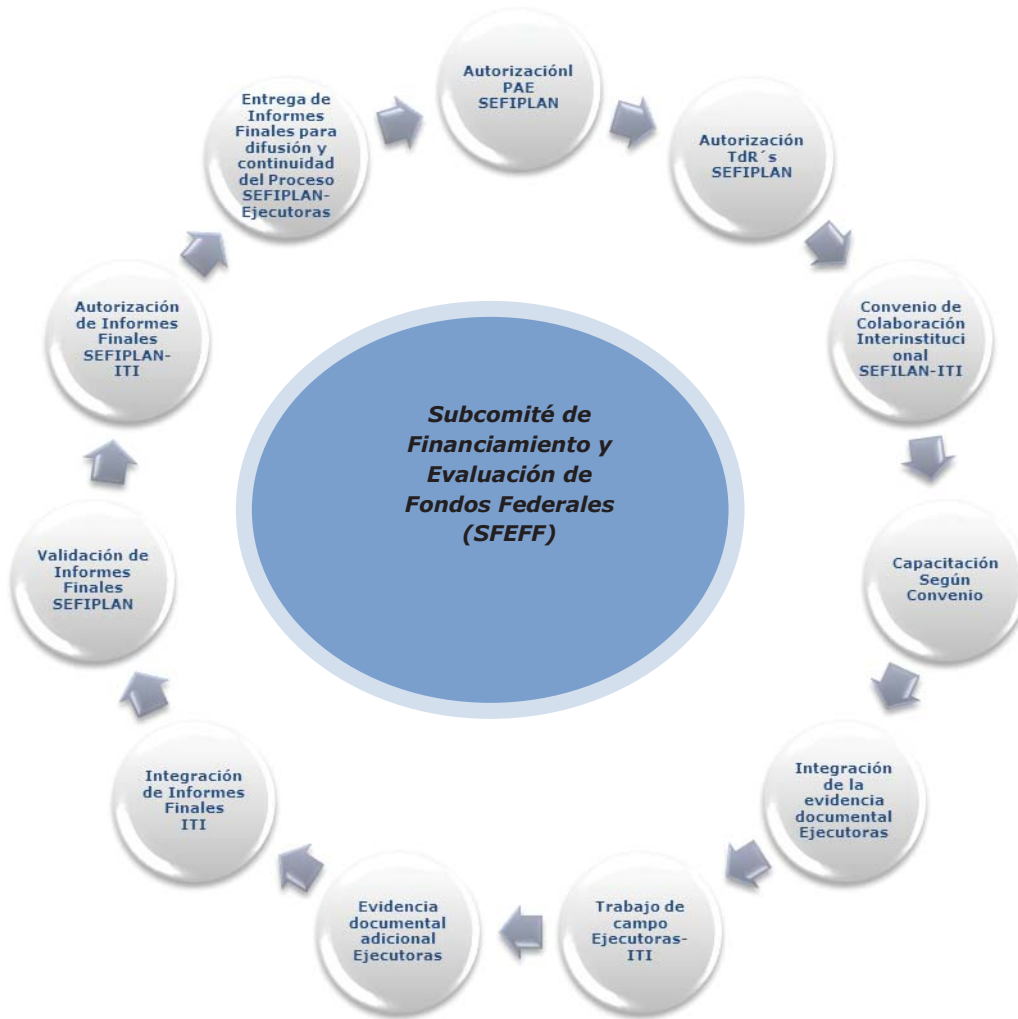 Autorizaciónl
PAE
SEFIPLAN
Autorización
TdR´s
SEFIPLAN
Convenio de
Colaboración
Interinstituci
onal
SEFILAN-ITI
Capacitación
Según
Convenio
Integración
de la
evidencia
documental
Ejecutoras
Trabajo de
campo
Ejecutoras-
ITI
Evidencia
documental
adicional
Ejecutoras
Integración
de Informes
Finales
ITI
Validación de
Informes
Finales
SEFIPLAN
Autorización
de Informes
Finales
SEFIPLAN-
ITI
Entrega de
Informes
Finales para
difusión y
continuidad
del Proceso
SEFIPLAN-
Ejecutoras
Subcomité de
Financiamiento y
Evaluación de
Fondos Federales
(SFEFF)